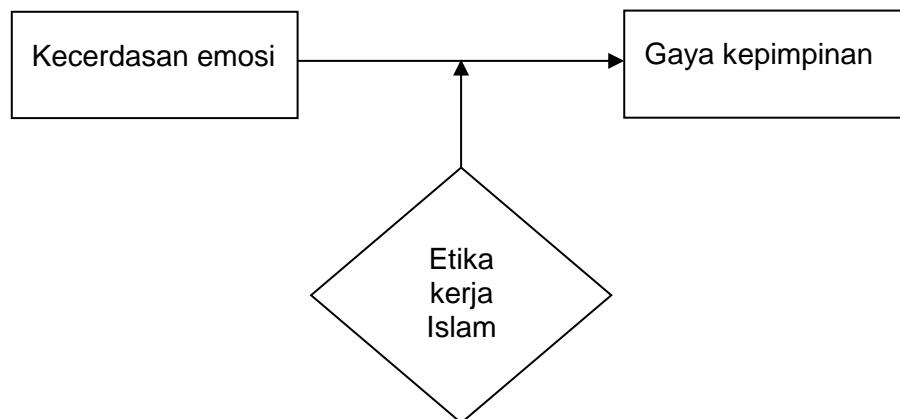 Kecerdasan emosi
Gaya kepimpinan
Etika
kerja
Islam